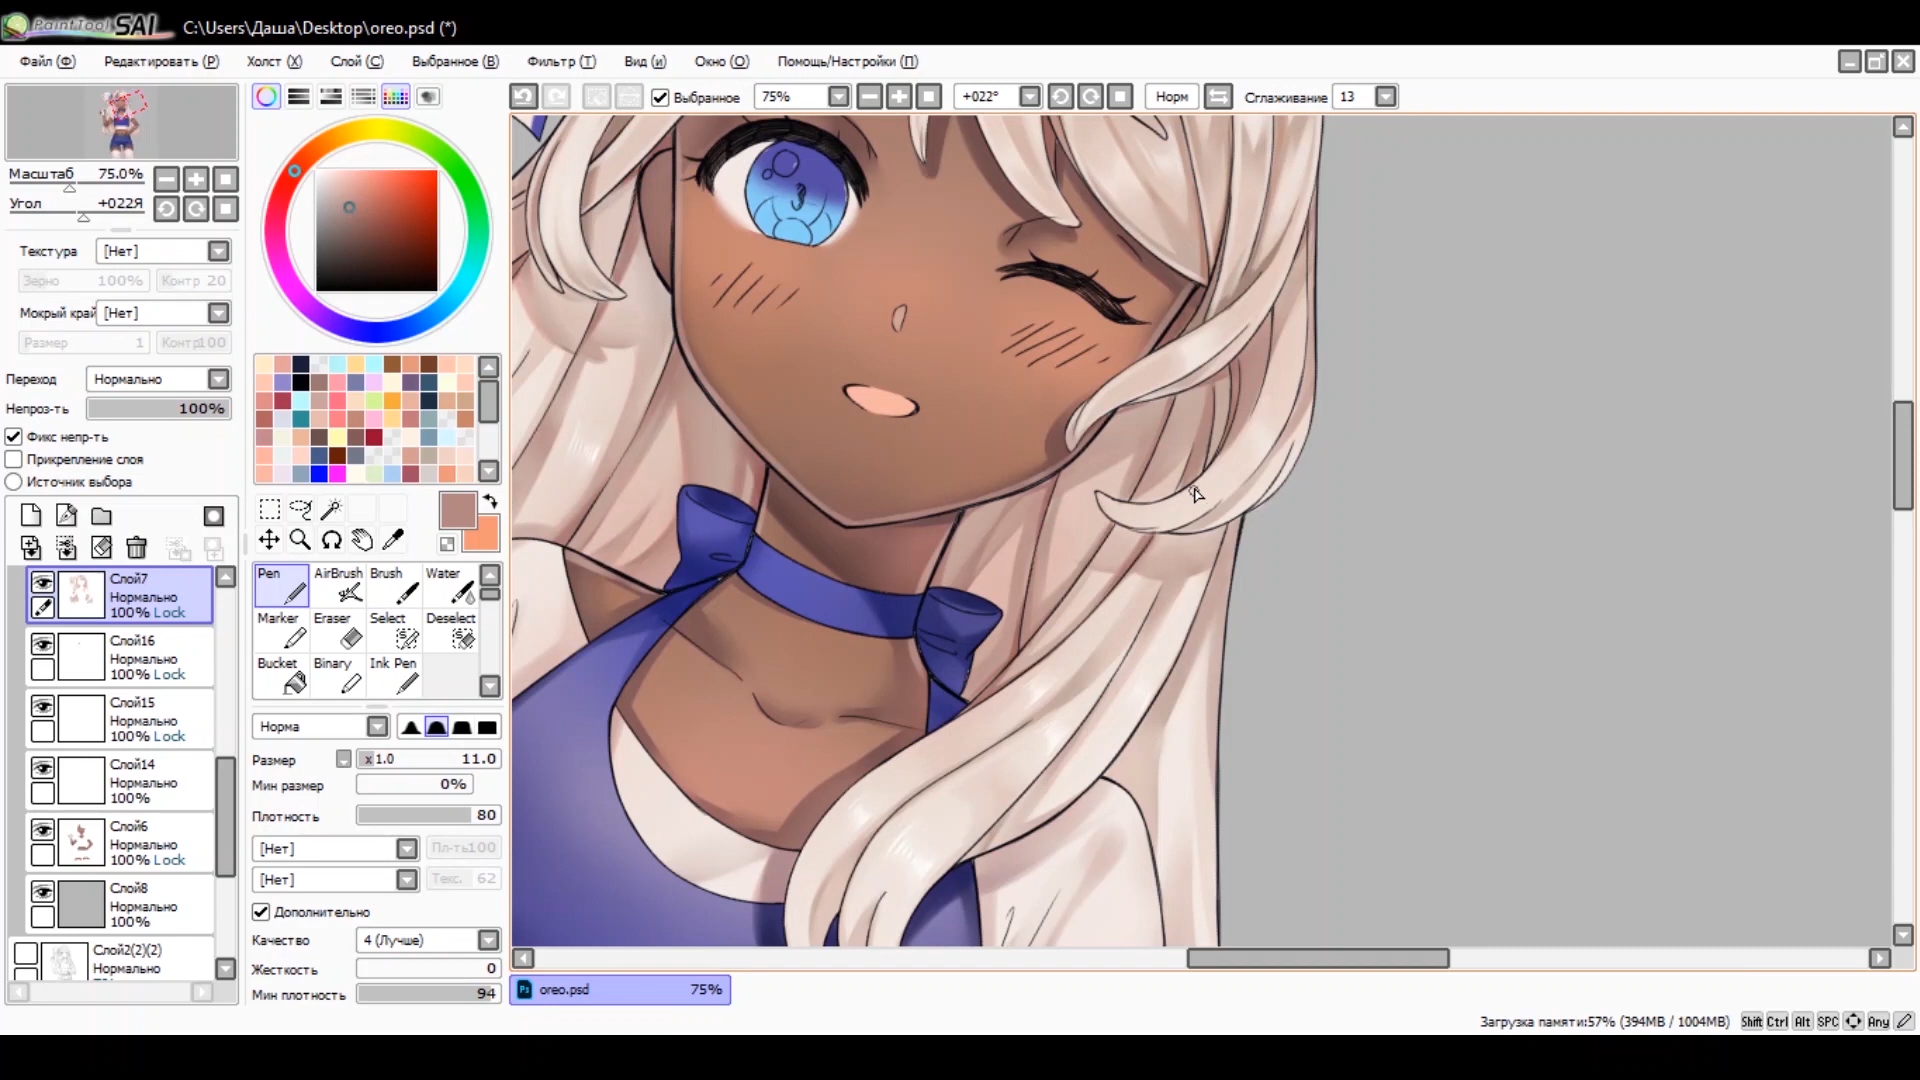 PaintTool SAI C:\Users\Даша\Desktop\oreo.psd (*)
Файл (Ф) Редактировать (Р) Холст (Х) Слой (С) Выбранное (В) Фильтр (Т) Вид (и) Окно (О) Помощь/Настройки (П)
Выбранное 75% +022° Норм Сглаживание 13
Масштаб 75.0%
Угол +022Я
Текстура [Нет]
Зерно 100% Контр 20
Мокрый край [Нет]
Размер 1 Контр100
Переход Нормально
Непроз-ть 100%
Фикс непр-ть
Прикрепление слоя
Источник выбора
Слой7
Нормально
100% Lock
Слой16
Нормально
100% Lock
Слой15
Нормально
100% Lock
Слой14
Нормально
100%
Слой6
Нормально
100% Lock
Слой8
Нормально
100%
Слой2(2)(2)
Нормально
Pen AirBrush Brush Water
Marker Eraser Select Deselect
Bucket Binary Ink Pen
Норма
Размер x1.0 11.0
Мин размер 0%
Плотность 80
[Нет] Пл-ть100
[Нет] Текс. 62
Дополнительно
Качество 4 (Лучше)
Жесткость 0
Мин плотность 94
Ps oreo.psd 75%
Загрузка памяти:57% (394MB / 1004MB) Shift Ctrl Alt SPC Any